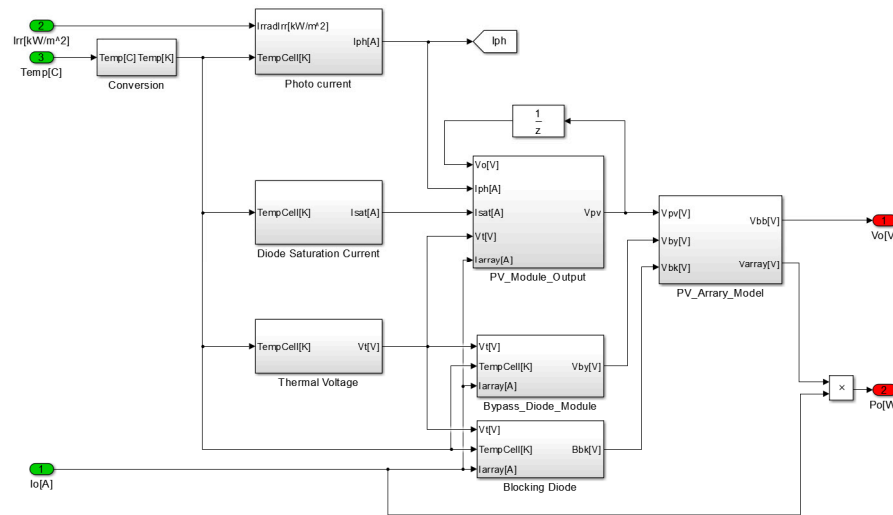 2
Irr[kW/m^2]
3
Temp[C]
Temp[C] Temp[K]
Conversion
IrradIrr[kW/m^2]
TempCell[K]
Iph[A]
Photo current
Iph
1
z
Vo[V]
Iph[A]
Isat[A]
Vt[V]
Iarray[A]
Vpv
PV_Module_Output
TempCell[K]
Isat[A]
Diode Saturation Current
Vpv[V]
Vby[V]
Vbk[V]
Vbb[V]
Varray[V]
PV_Arrary_Model
1
Vo[V
TempCell[K]
Vt[V]
Thermal Voltage
Vt[V]
TempCell[K]
Iarray[A]
Vby[V]
Bypass_Diode_Module
×
2
Po[W
Vt[V]
TempCell[K]
Iarray[A]
Bbk[V]
Blocking Diode
1
Io[A]